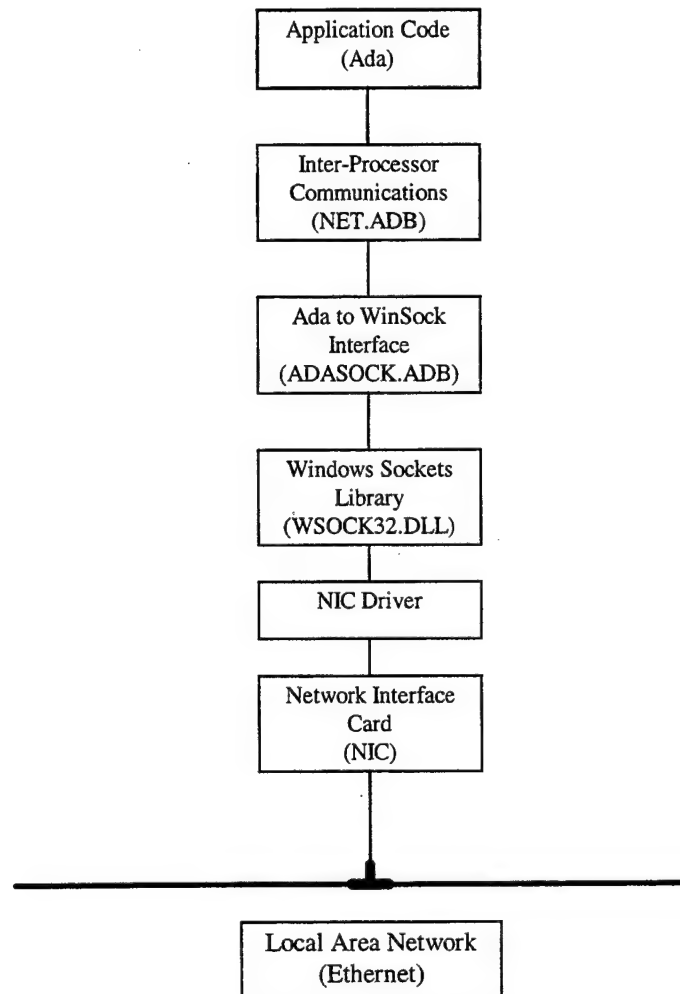 Application Code
(Ada)
Inter-Processor
Communications
(NET.ADB)
Ada to WinSock
Interface
(ADASOCK.ADB)
Windows Sockets
Library
(WSOCK32.DLL)
NIC Driver
Network Interface
Card
(NIC)
Local Area Network
(Ethernet)